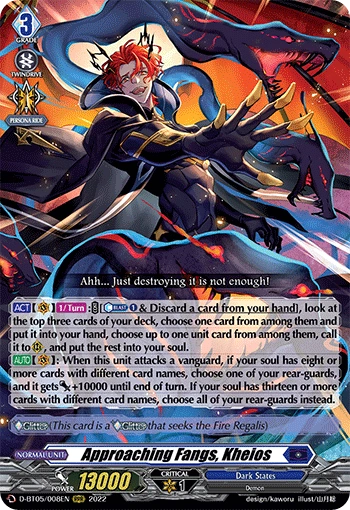 3
GRADE
TWINDRIVE
PERSONA RIDE
Ahh... Just destroying it is not enough!
ACT 1/Turn : BLAST 1 & Discard a card from your hand], look at
the top three cards of your deck, choose one card from among them and
put it into your hand, choose up to one unit card from among them, call
it to , and put the rest into your soul.
AUTO : When this unit attacks a vanguard, if your soul has eight or
more cards with different card names, choose one of your rear-guards,
and it gets +10000 until end of turn. If your soul has thirteen or more
cards with different card names, choose all of your rear-guards instead.
Glitter (This card is a Glitter that seeks the Fire Regalis)
NORMAL UNIT
Approaching Fangs, Kheios
POWER 13000
CRITICAL
1
Dark States
Demon
D-BT05/008EN RRR 2022
design/kaworu illust/山月総